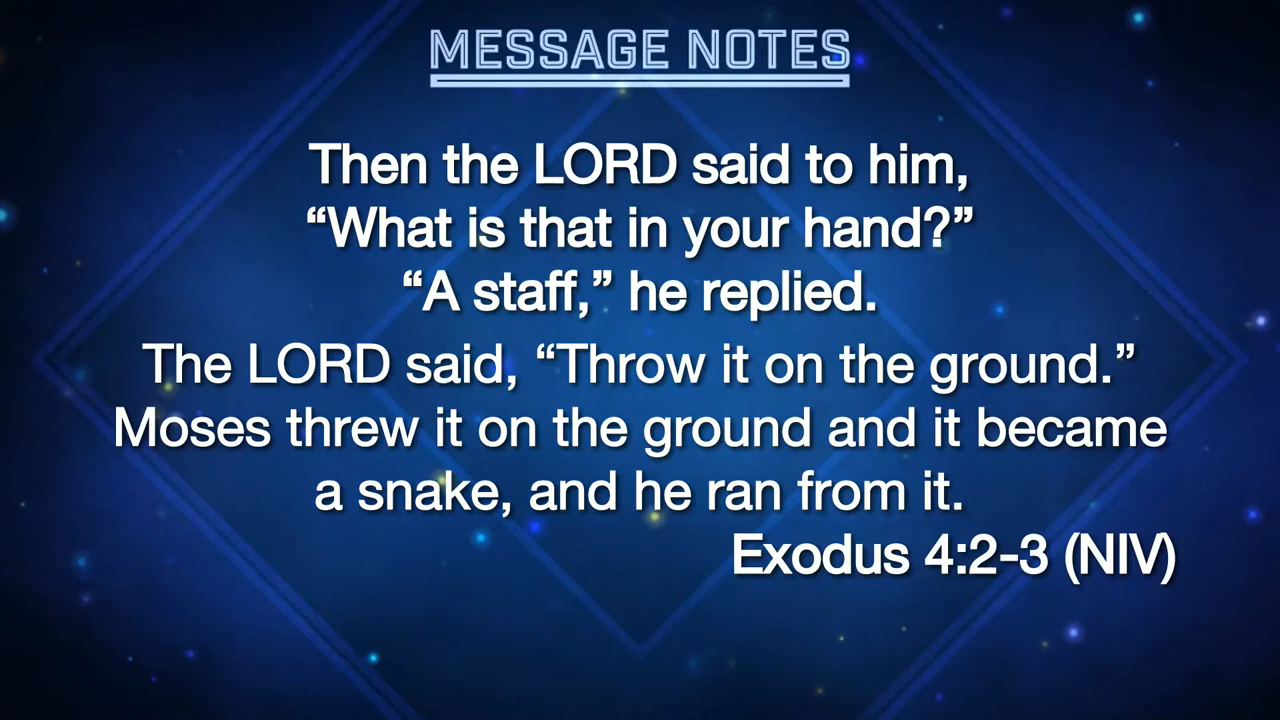 MESSAGE NOTES
Then the LORD said to him,
“What is that in your hand?”
“A staff,” he replied.
The LORD said, “Throw it on the ground.”
Moses threw it on the ground and it became
a snake, and he ran from it.
Exodus 4:2-3 (NIV)